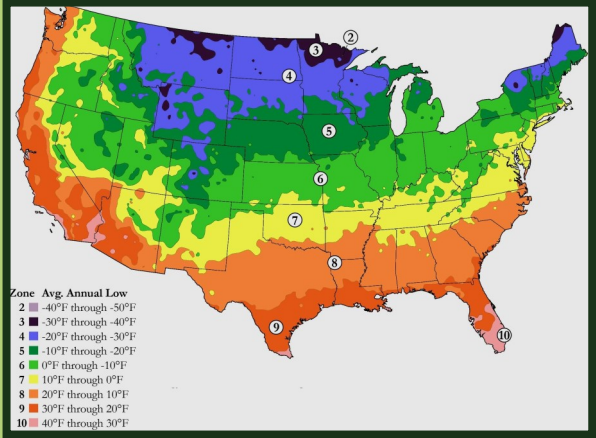 2
3
4
5
6
7
8
9
10
Zone Avg. Annual Low
2 -40°F through -50°F
3 -30°F through -40°F
4 -20°F through -30°F
5 -10°F through -20°F
6 0°F through -10°F
7 10°F through 0°F
8 20°F through 10°F
9 30°F through 20°F
10 40°F through 30°F